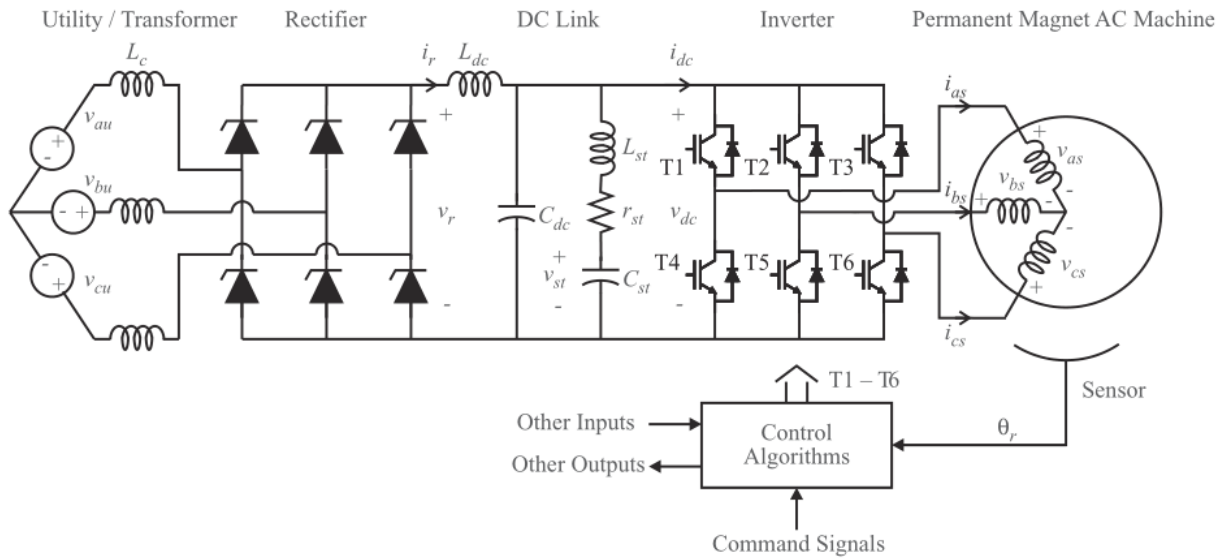 Utility / Transformer Rectifier DC Link Inverter Permanent Magnet AC Machine
L_c
i_r L_dc i_dc i_as
v_au + -
+ + +
L_st T1 T2 T3 v_as
v_bu - + v_bs i_bs + - -
v_r C_dc r_st v_dc
- + v_cu + v_st - C_st T4 T5 T6 v_cs +
- -
i_cs
T1 – T6
Sensor
Other Inputs
Control
Algorithms
θ_r
Other Outputs
Command Signals